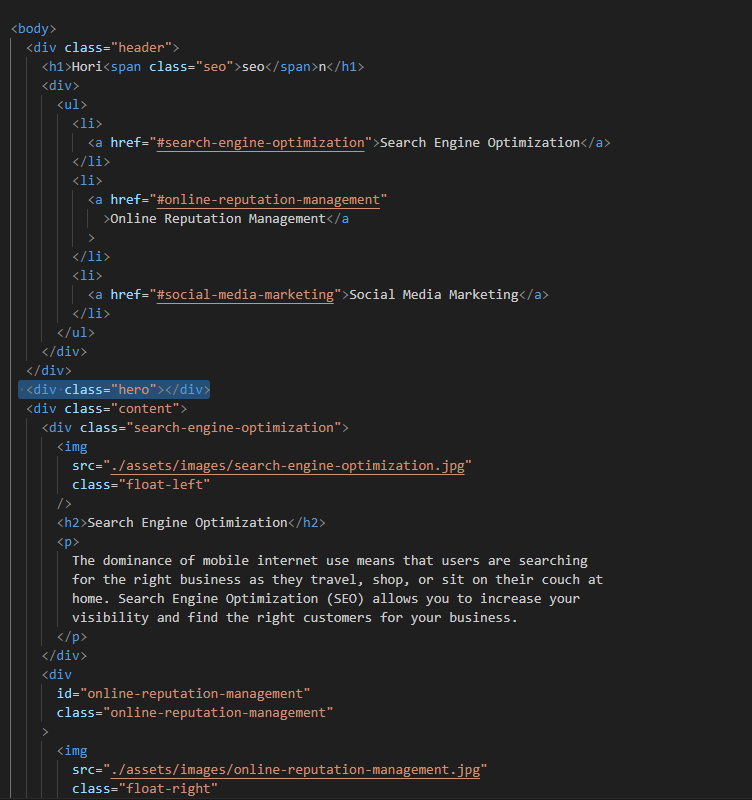 <body>
<div class="header">
<h1>Hori<span class="seo">seo</span>n</h1>
<div>
<ul>
<li>
<a href="#search-engine-optimization">Search Engine Optimization</a>
</li>
<li>
<a href="#online-reputation-management"
>Online Reputation Management</a
>
</li>
<li>
<a href="#social-media-marketing">Social Media Marketing</a>
</li>
</ul>
</div>
</div>
<div class="hero"></div>
<div class="content">
<div class="search-engine-optimization">
<img
src="./assets/images/search-engine-optimization.jpg"
class="float-left"
/>
<h2>Search Engine Optimization</h2>
<p>
The dominance of mobile internet use means that users are searching
for the right business as they travel, shop, or sit on their couch at
home. Search Engine Optimization (SEO) allows you to increase your
visibility and find the right customers for your business.
</p>
</div>
<div
id="online-reputation-management"
class="online-reputation-management"
>
<img
src="./assets/images/online-reputation-management.jpg"
class="float-right"